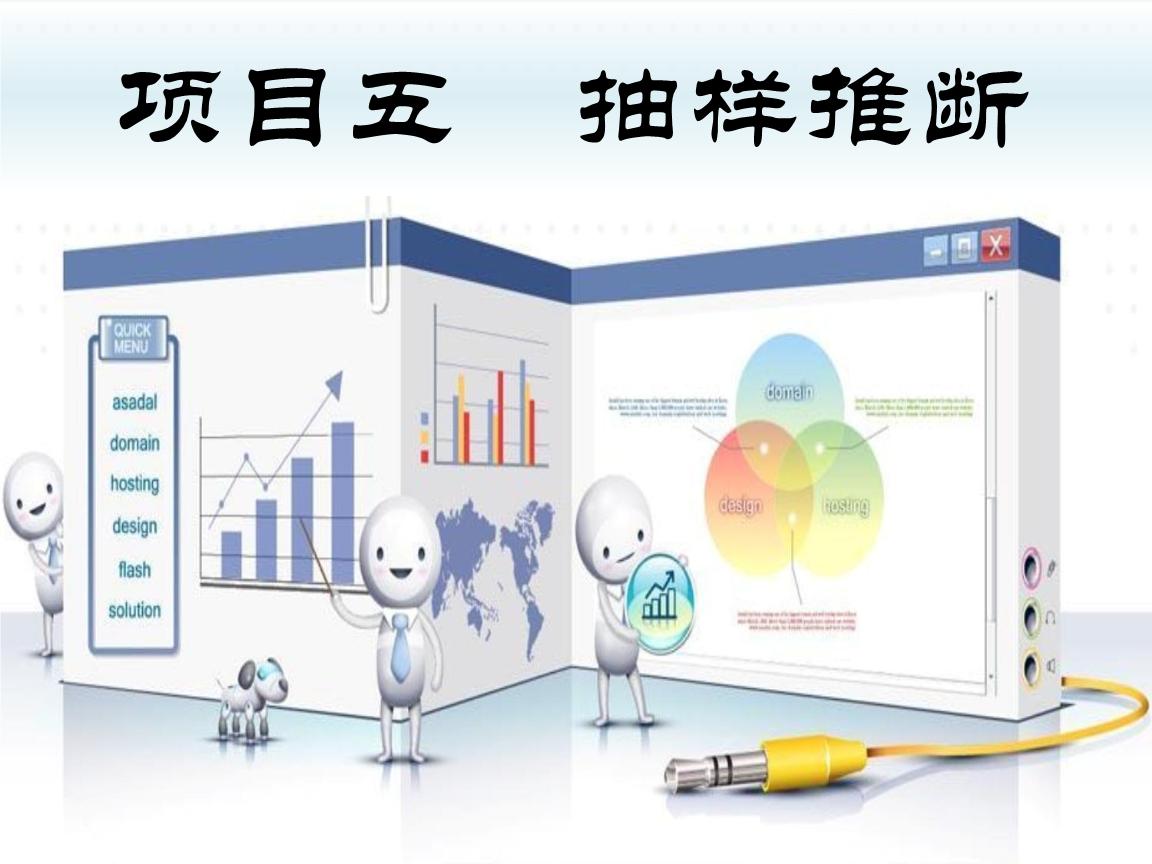 项目五 抽样推断
QUICK
MENU
asadal
domain
hosting
design
flash
solution
domain
design
hosting
X